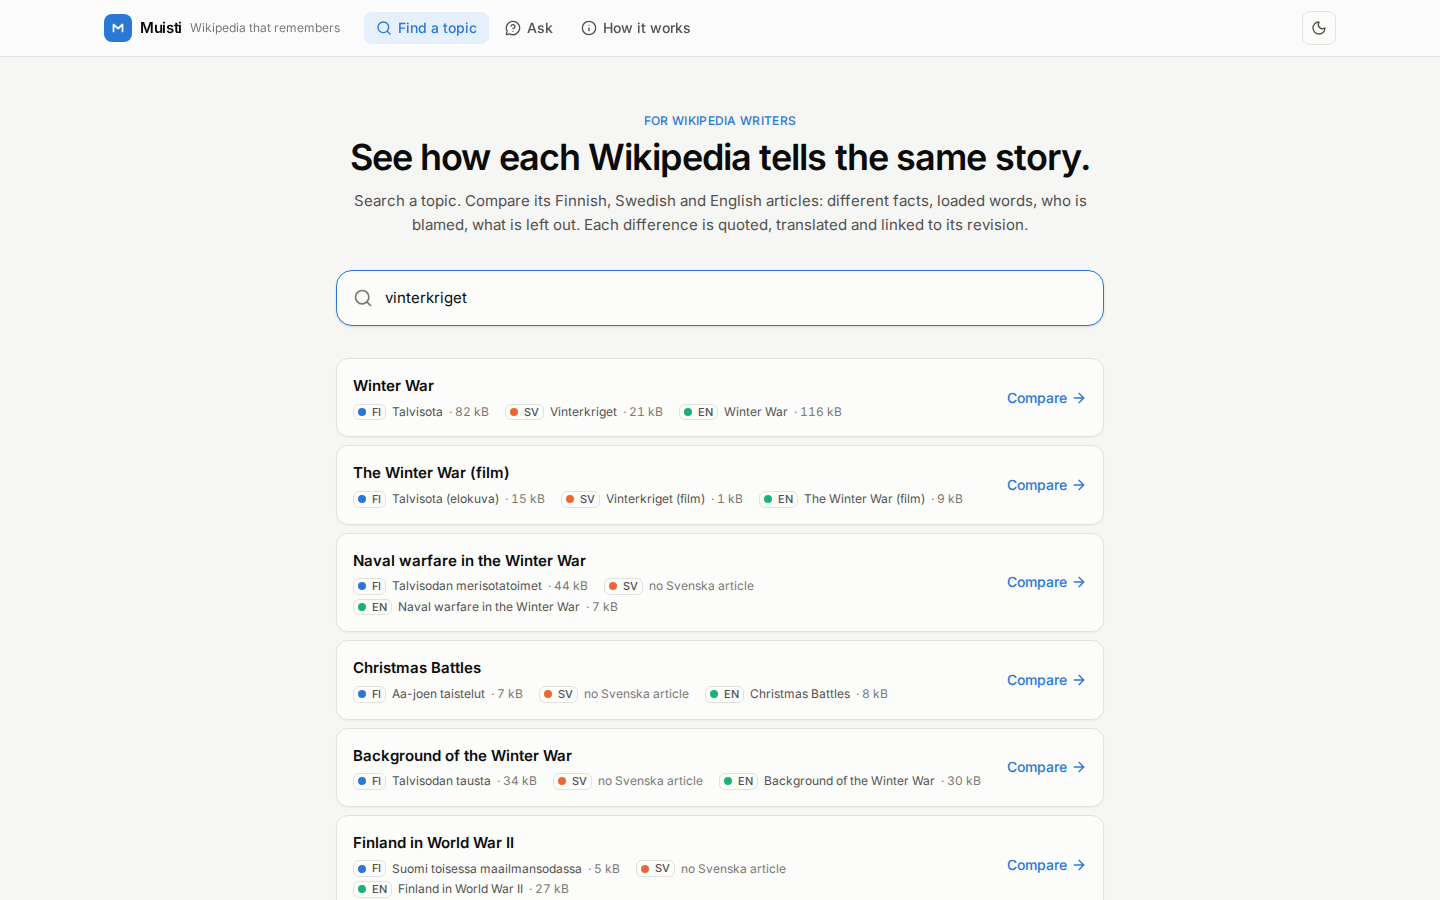 Muisti Wikipedia that remembers Find a topic Ask How it works
FOR WIKIPEDIA WRITERS
See how each Wikipedia tells the same story.
Search a topic. Compare its Finnish, Swedish and English articles: different facts, loaded words, who is
blamed, what is left out. Each difference is quoted, translated and linked to its revision.
vinterkriget
Winter War
FI Talvisota · 82 kB SV Vinterkriget · 21 kB EN Winter War · 116 kB
Compare →
The Winter War (film)
FI Talvisota (elokuva) · 15 kB SV Vinterkriget (film) · 1 kB EN The Winter War (film) · 9 kB
Compare →
Naval warfare in the Winter War
FI Talvisodan merisotatoimet · 44 kB SV no Svenska article
EN Naval warfare in the Winter War · 7 kB
Compare →
Christmas Battles
FI Aa-joen taistelut · 7 kB SV no Svenska article EN Christmas Battles · 8 kB
Compare →
Background of the Winter War
FI Talvisodan tausta · 34 kB SV no Svenska article EN Background of the Winter War · 30 kB
Compare →
Finland in World War II
FI Suomi toisessa maailmansodassa · 5 kB SV no Svenska article
EN Finland in World War II · 27 kB
Compare →